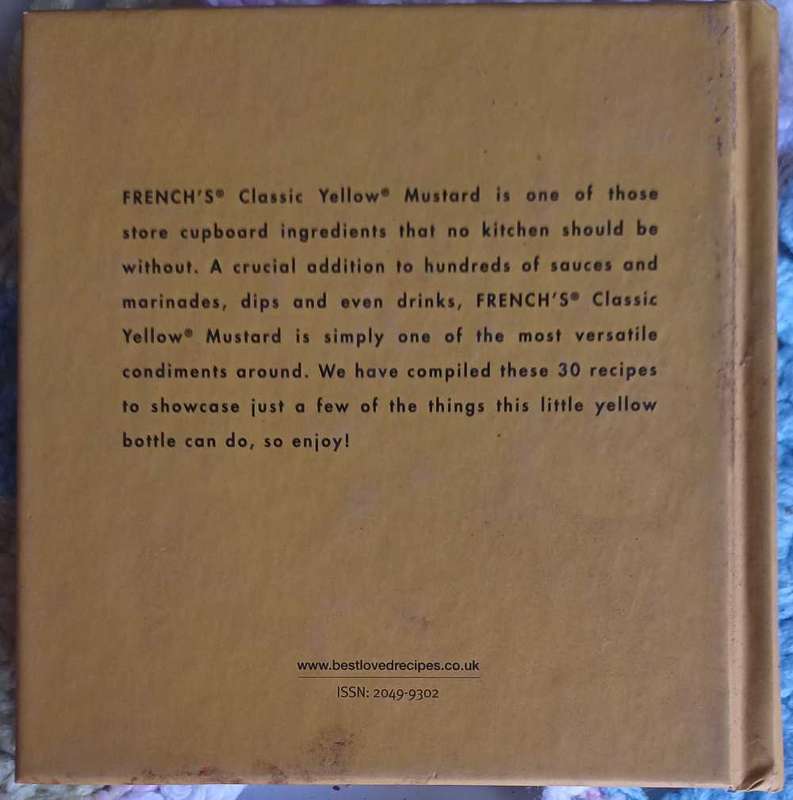 FRENCH'S® Classic Yellow® Mustard is one of those
store cupboard ingredients that no kitchen should be
without. A crucial addition to hundreds of sauces and
marinades, dips and even drinks, FRENCH'S® Classic
Yellow® Mustard is simply one of the most versatile
condiments around. We have compiled these 30 recipes
to showcase just a few of the things this little yellow
bottle can do, so enjoy!
www.bestlovedrecipes.co.uk
ISSN: 2049-9302